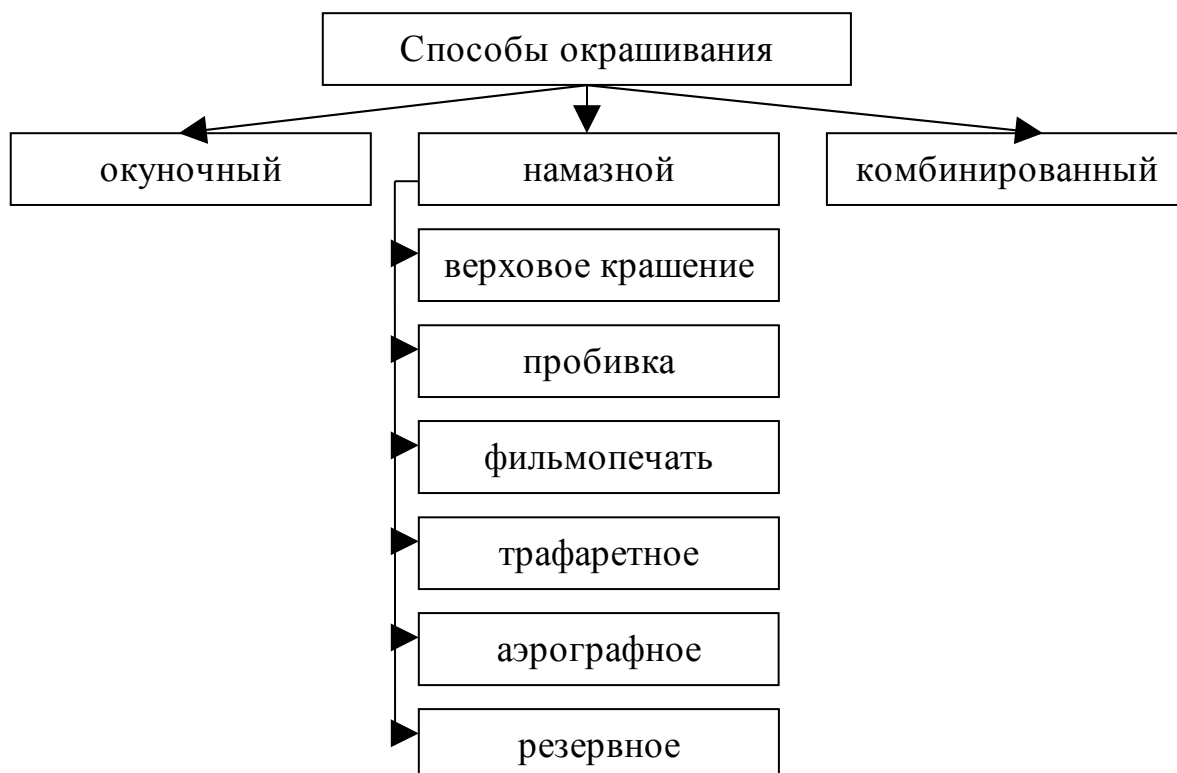 Способы окрашивания
окуночный
намазной
комбинированный
верховое крашение
пробивка
фильмопечать
трафаретное
аэрографное
резервное